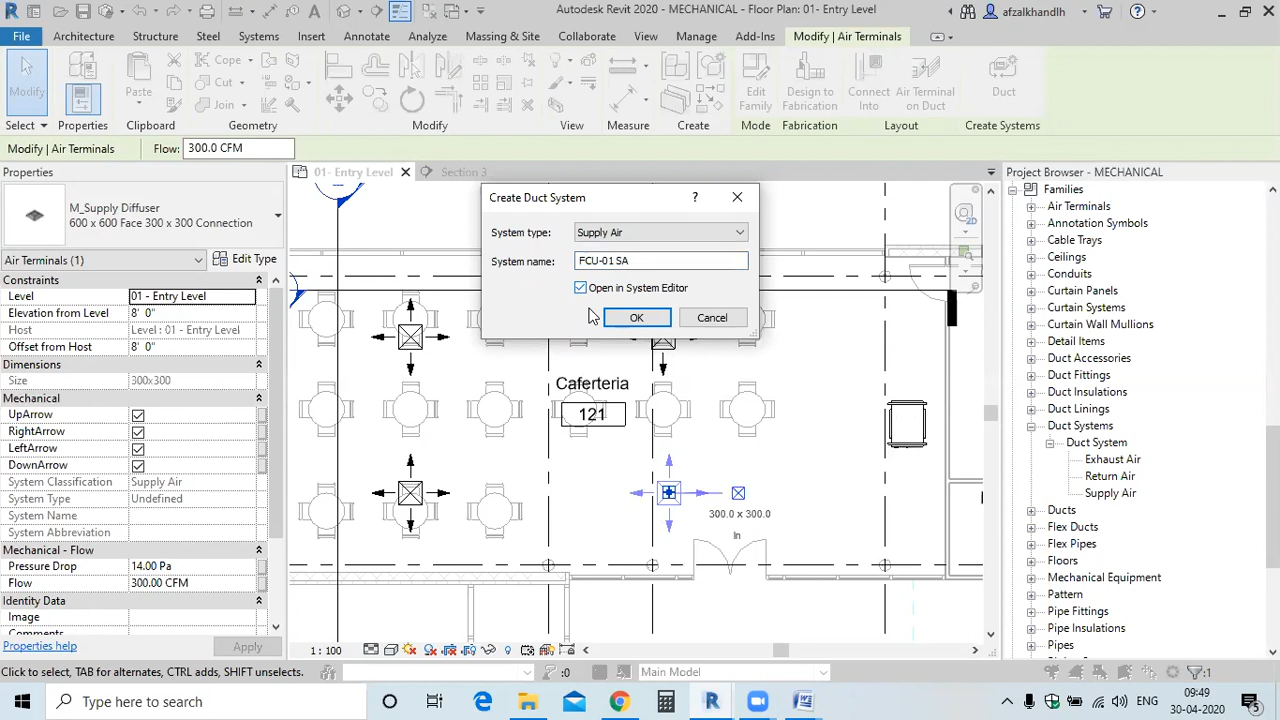 Autodesk Revit 2020 - MECHANICAL - Floor Plan: 01- Entry Level
afzalkhandlh
File Architecture Structure Steel Systems Insert Annotate Analyze Massing & Site Collaborate View Manage Add-Ins Modify | Air Terminals
Modify
Cope
Cut
Join
Paste
Edit Family
Design to Fabrication
Connect Into
Air Terminal on Duct
Duct
Select Properties Clipboard Geometry Modify View Measure Create Mode Fabrication Layout Create Systems
Modify | Air Terminals Flow: 300.0 CFM
Properties
01- Entry Level
Section 3
Project Browser - MECHANICAL
M_Supply Diffuser
600 x 600 Face 300 x 300 Connection
Air Terminals (1) Edit Type
Constraints
Level 01 - Entry Level
Elevation from Level 8' 0"
Host Level : 01 - Entry Level
Offset from Host 8' 0"
Dimensions
Size 300x300
Mechanical
UpArrow
RightArrow
LeftArrow
DownArrow
System Classification Supply Air
System Type Undefined
System Name
System Abbreviation
Mechanical - Flow
Pressure Drop 14.00 Pa
Flow 300.00 CFM
Identity Data
Image
Comments
Properties help Apply
Create Duct System ?
System type: Supply Air
System name: FCU-01 SA
Open in System Editor
OK Cancel
Caferteria
121
300.0 x 300.0
In
2D
Families
Air Terminals
Annotation Symbols
Cable Trays
Ceilings
Conduits
Curtain Panels
Curtain Systems
Curtain Wall Mullions
Detail Items
Duct Accessories
Duct Fittings
Duct Insulations
Duct Linings
Duct Systems
Duct System
Exhaust Air
Return Air
Supply Air
Ducts
Flex Ducts
Flex Pipes
Floors
Mechanical Equipment
Pattern
Pipe Fittings
Pipe Insulations
1 : 100
Click to select, TAB for alternates, CTRL adds, SHIFT unselects. :0 Main Model :1
Type here to search
ENG
09:49
30-04-2020
5